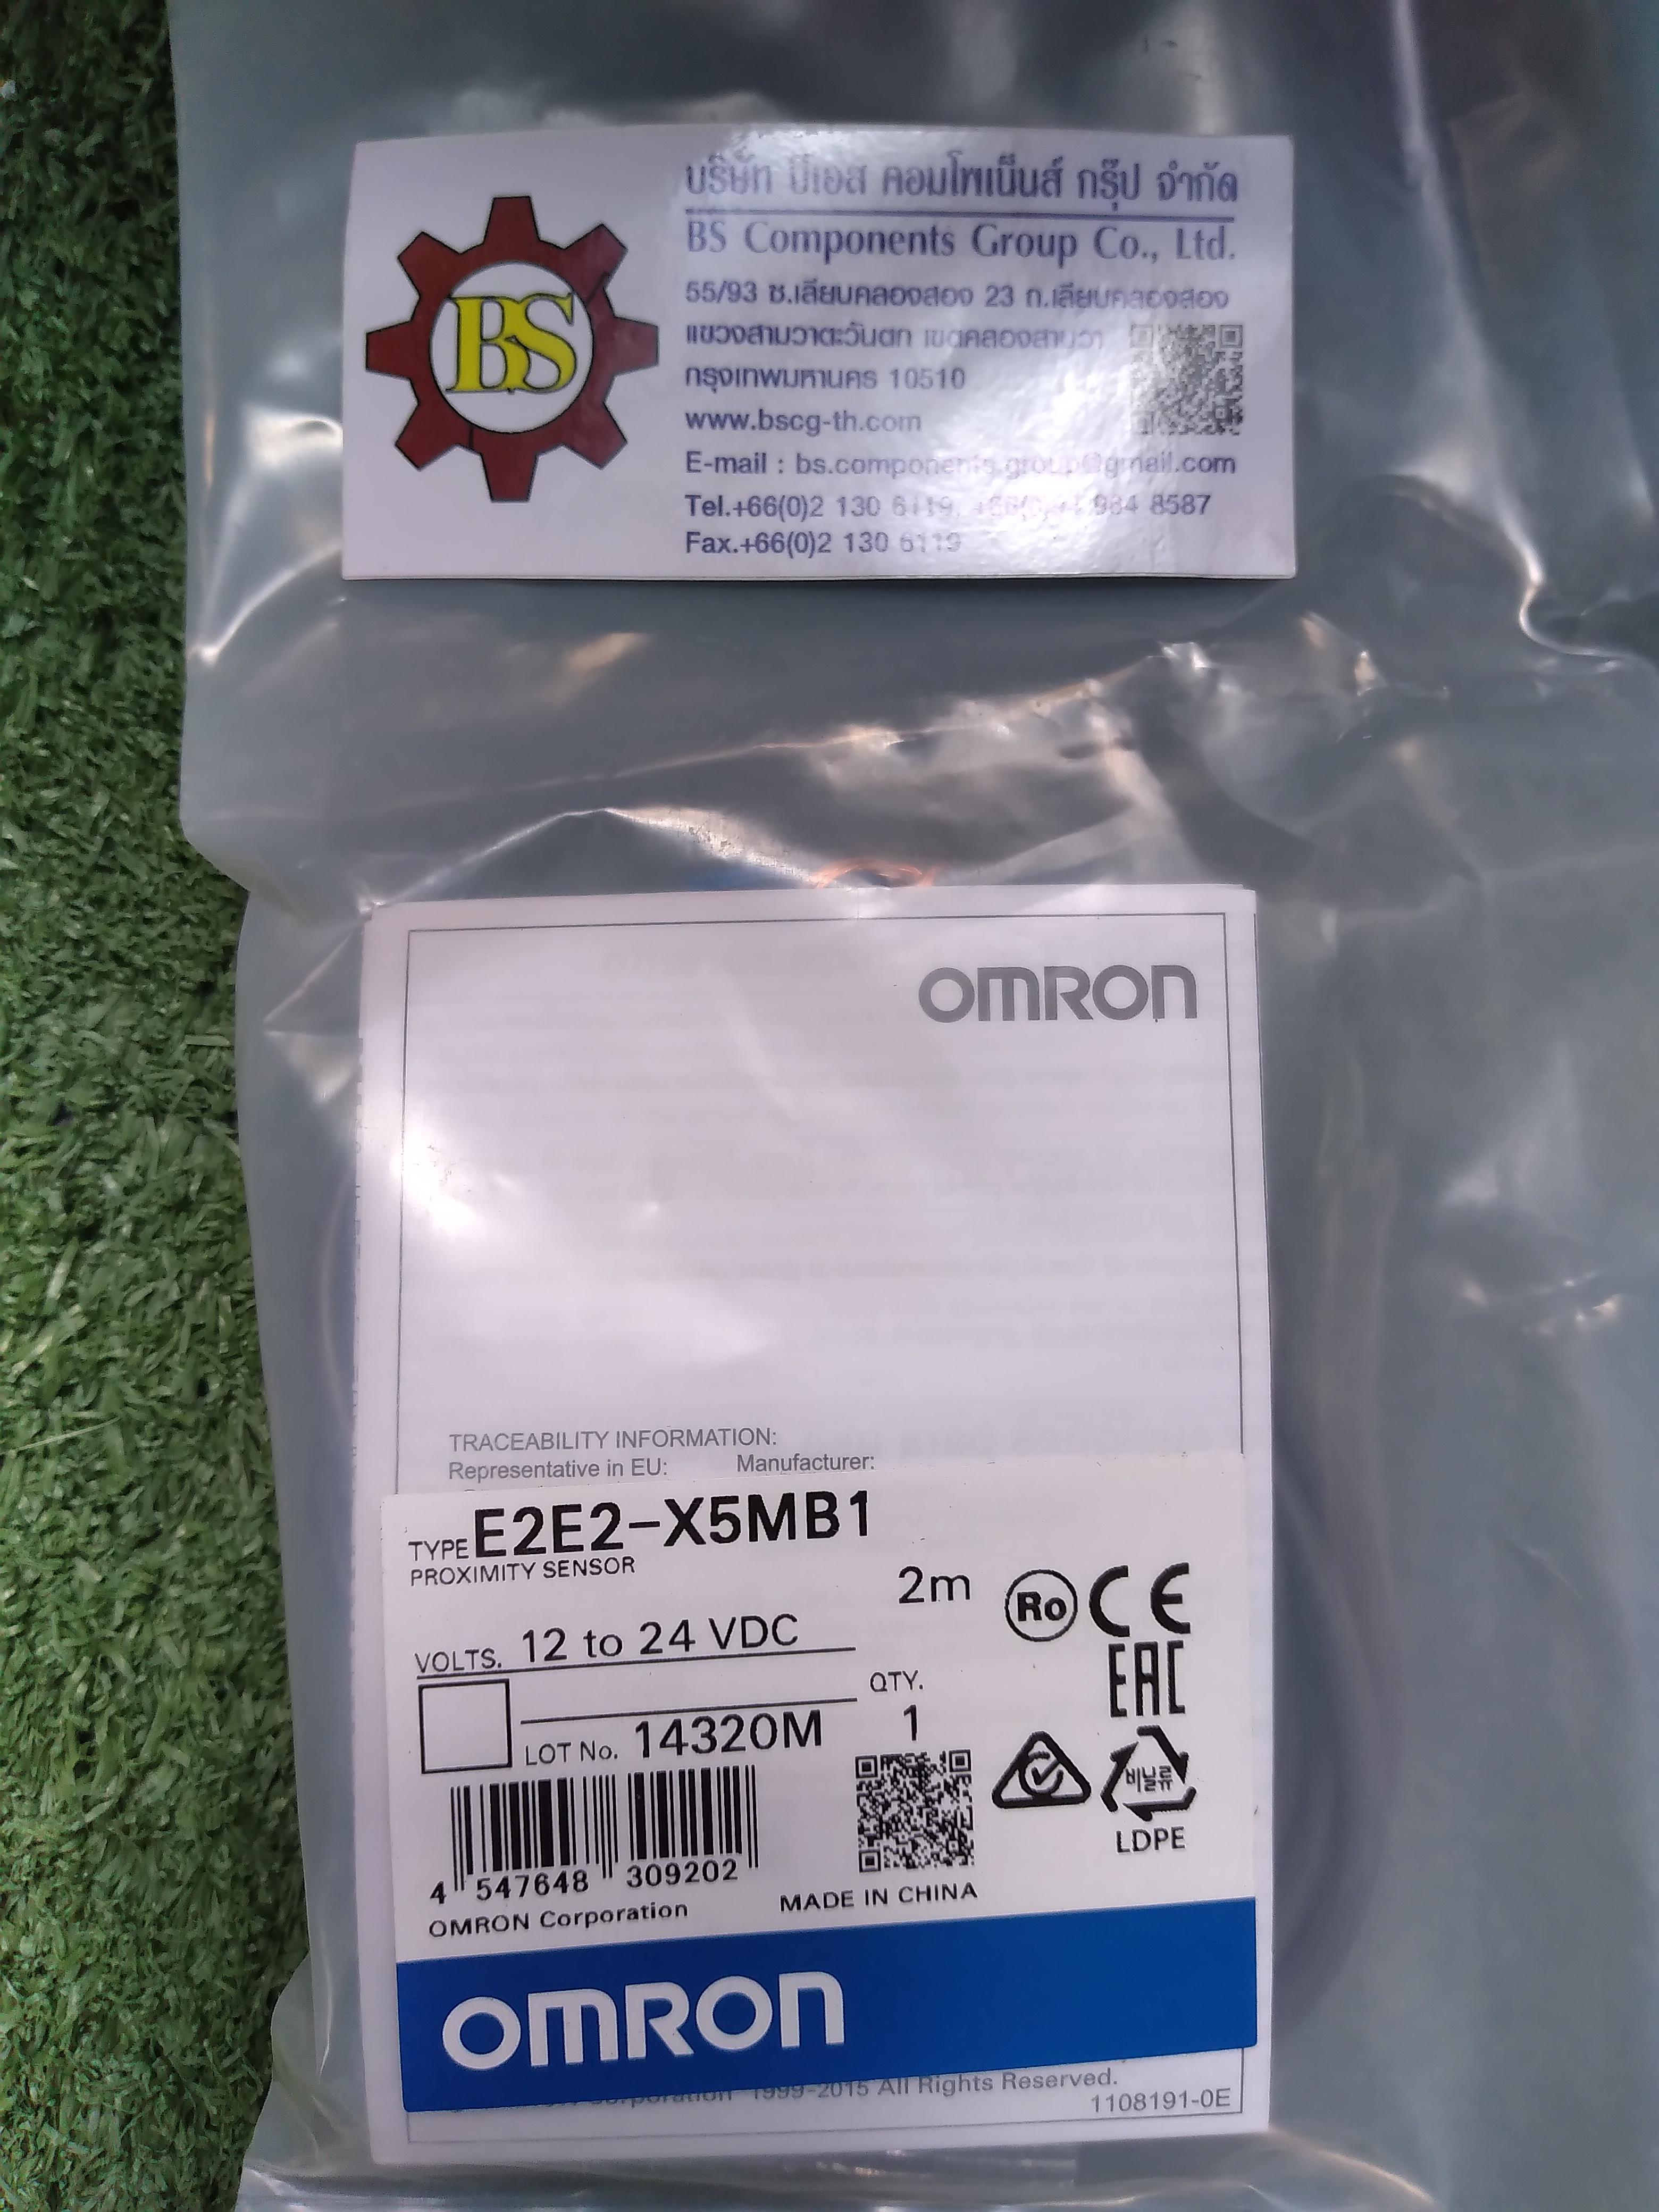 บริษัท บีเอส คอมโพเน็นส์ กรุ๊ป จำกัด
BS Components Group Co., Ltd.
BS
55/93 ซ.เลียบคลองสอง 23 ถ.เลียบคลองสอง
แขวงสามวาตะวันตก เขตคลองสามวา
กรุงเทพมหานคร 10510
www.bscg-th.com
E-mail : bs.components.group@gmail.com
Tel.+66(0)2 130 6119, 984 8587
Fax.+66(0)2 130 6119
OMRON
TRACEABILITY INFORMATION:
Representative in EU: Manufacturer:
TYPE E2E2-X5MB1
PROXIMITY SENSOR
2m
Ro CE
VOLTS. 12 to 24 VDC
EAC
QTY.
1
LOT No. 14320M
비닐류
LDPE
4 547648 309202
MADE IN CHINA
OMRON Corporation
OMRON
1999-2015 All Rights Reserved.
1108191-0E